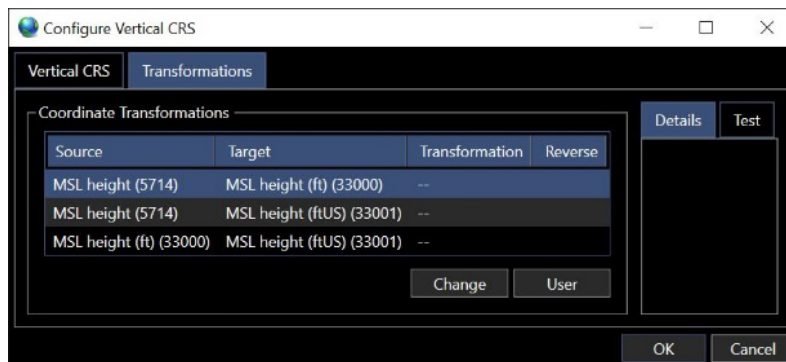 Configure Vertical CRS
Vertical CRS Transformations
Coordinate Transformations
Details Test
Source Target Transformation Reverse
MSL height (5714) MSL height (ft) (33000) --
MSL height (5714) MSL height (ftUS) (33001) --
MSL height (ft) (33000) MSL height (ftUS) (33001) --
Change User
OK Cancel